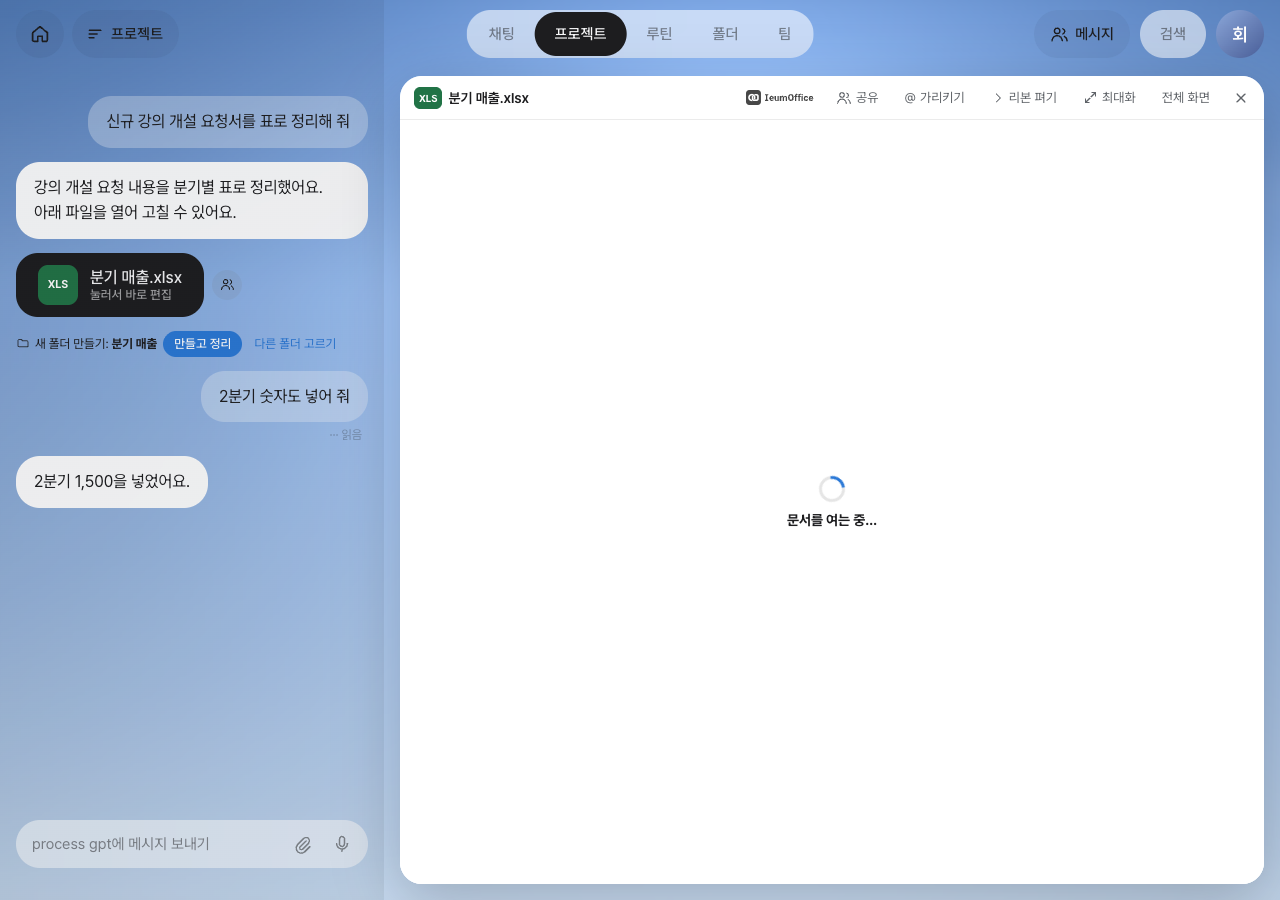 프로젝트
채팅
프로젝트
루틴
폴더
팀
메시지
검색
회
신규 강의 개설 요청서를 표로 정리해 줘
강의 개설 요청 내용을 분기별 표로 정리했어요.
아래 파일을 열어 고칠 수 있어요.
XLS
분기 매출.xlsx
눌러서 바로 편집
새 폴더 만들기: 분기 매출
만들고 정리
다른 폴더 고르기
2분기 숫자도 넣어 줘
··· 읽음
2분기 1,500을 넣었어요.
process gpt에 메시지 보내기
XLS
분기 매출.xlsx
IeumOffice
공유
@ 가리키기
리본 펴기
최대화
전체 화면
문서를 여는 중...